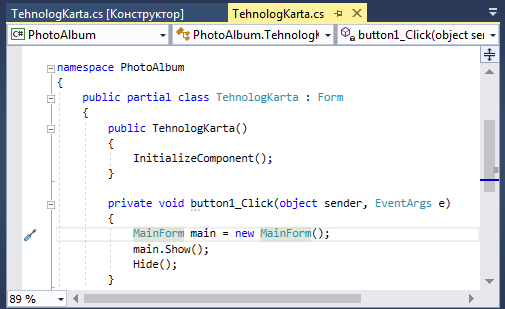 TehnologKarta.cs [Конструктор]
TehnologKarta.cs
C# PhotoAlbum
PhotoAlbum.TehnologK
button1_Click(object se
namespace PhotoAlbum
{
public partial class TehnologKarta : Form
{
public TehnologKarta()
{
InitializeComponent();
}
private void button1_Click(object sender, EventArgs e)
{
MainForm main = new MainForm();
main.Show();
Hide();
}
89 %